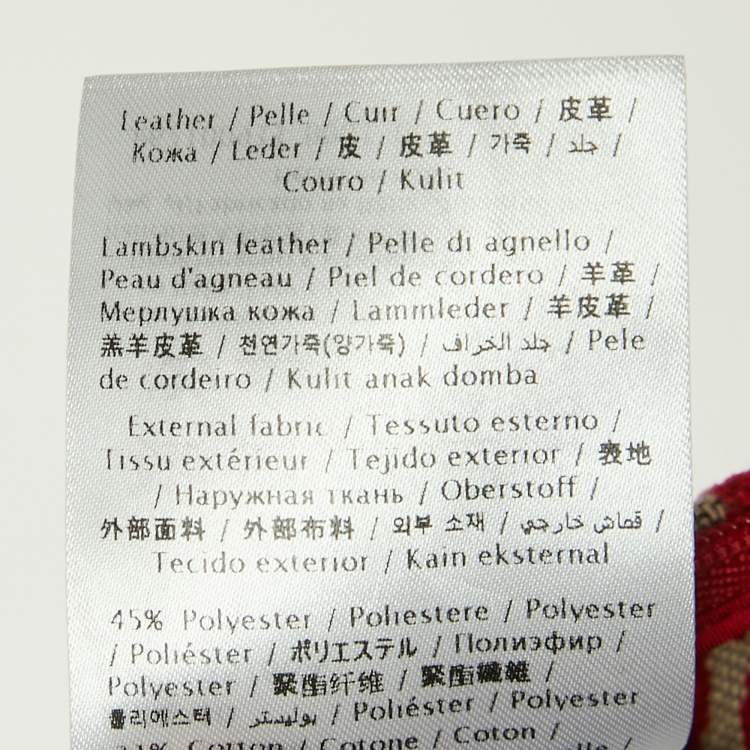 Leather / Pelle / Cuir / Cuero / 皮革 /
Кожа / Leder / 皮 / 皮革 / 가죽 / جلد /
Couro / Kulit
Lambskin leather / Pelle di agnello /
Peau d'agneau / Piel de cordero / 羊革 /
Мерлушка кожа / Lammleder / 羊皮革 /
羔羊皮革 / 천연가죽(양가죽) / جلد الخراف / Pele
de cordeiro / Kulit anak domba
External fabric / Tessuto esterno /
Tissu extérieur / Tejido exterior / 表地
/ Наружная ткань / Oberstoff /
外部面料 / 外部布料 / 외부 소재 / قماش خارجي /
Tecido exterior / Kain eksternal
45% Polyester / Poliestere / Polyester
/ Poliéster / ポリエステル / Полиэфир /
Polyester / 聚酯纤维 / 聚酯纖維 /
폴리에스터 / بوليستر / Poliéster / Polyester
Cotton / Cotone / Coton /